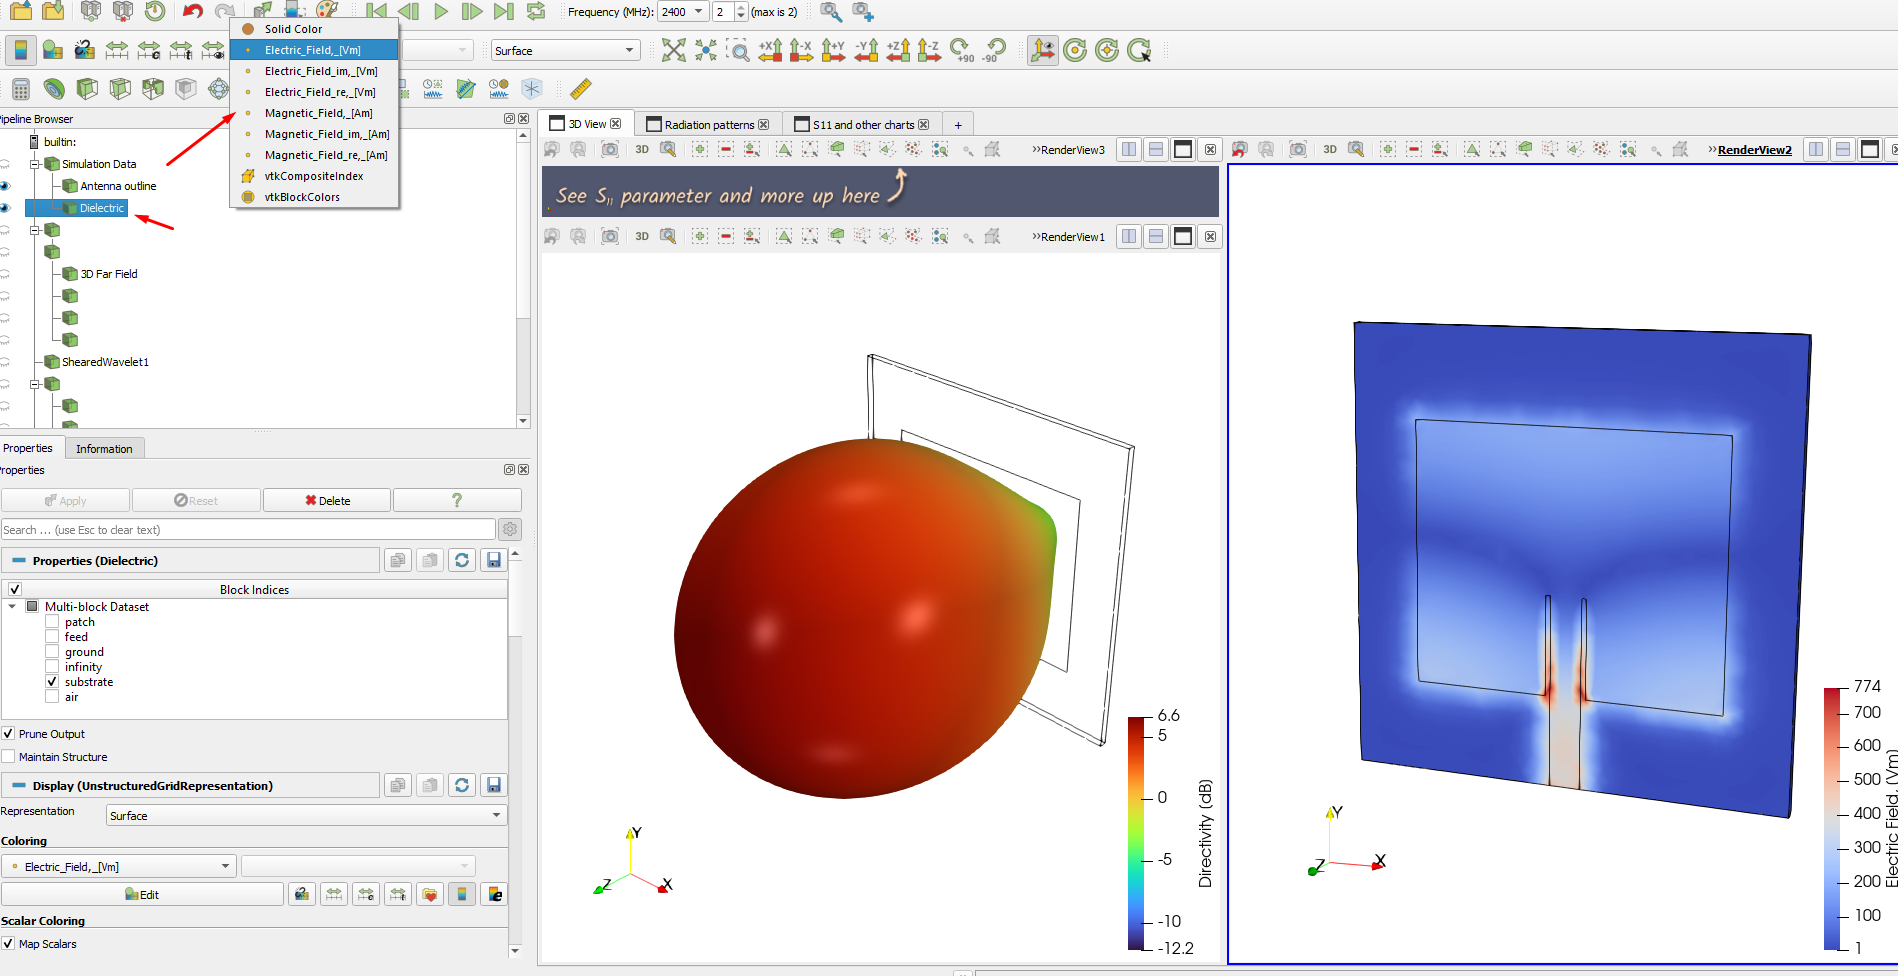 Frequency (MHz): 2400 2 (max is 2)
Solid Color
Electric_Field,_[Vm]
Electric_Field_im,_[Vm]
Electric_Field_re,_[Vm]
Magnetic_Field,_[Am]
Magnetic_Field_im,_[Am]
Magnetic_Field_re,_[Am]
vtkCompositeIndex
vtkBlockColors
Surface
+X -X +Y -Y +Z -Z +90 -90
Pipeline Browser
builtin:
Simulation Data
Antenna outline
Dielectric
3D Far Field
ShearedWavelet1
Properties Information
Properties
Apply Reset Delete ?
Search ... (use Esc to clear text)
Properties (Dielectric)
Block Indices
Multi-block Dataset
patch
feed
ground
infinity
substrate
air
Prune Output
Maintain Structure
Display (UnstructuredGridRepresentation)
Representation Surface
Coloring
Electric_Field,_[Vm]
Edit
Scalar Coloring
Map Scalars
3D View Radiation patterns S11 and other charts +
3D >>RenderView3
See S11 parameter and more up here
3D >>RenderView1
Y
Z
X
6.6
5
0
-5
-10
-12.2
Directivity (dB)
3D >>RenderView2
Y
Z
X
774
700
600
500
400
300
200
100
1
Electric Field, (Vm)